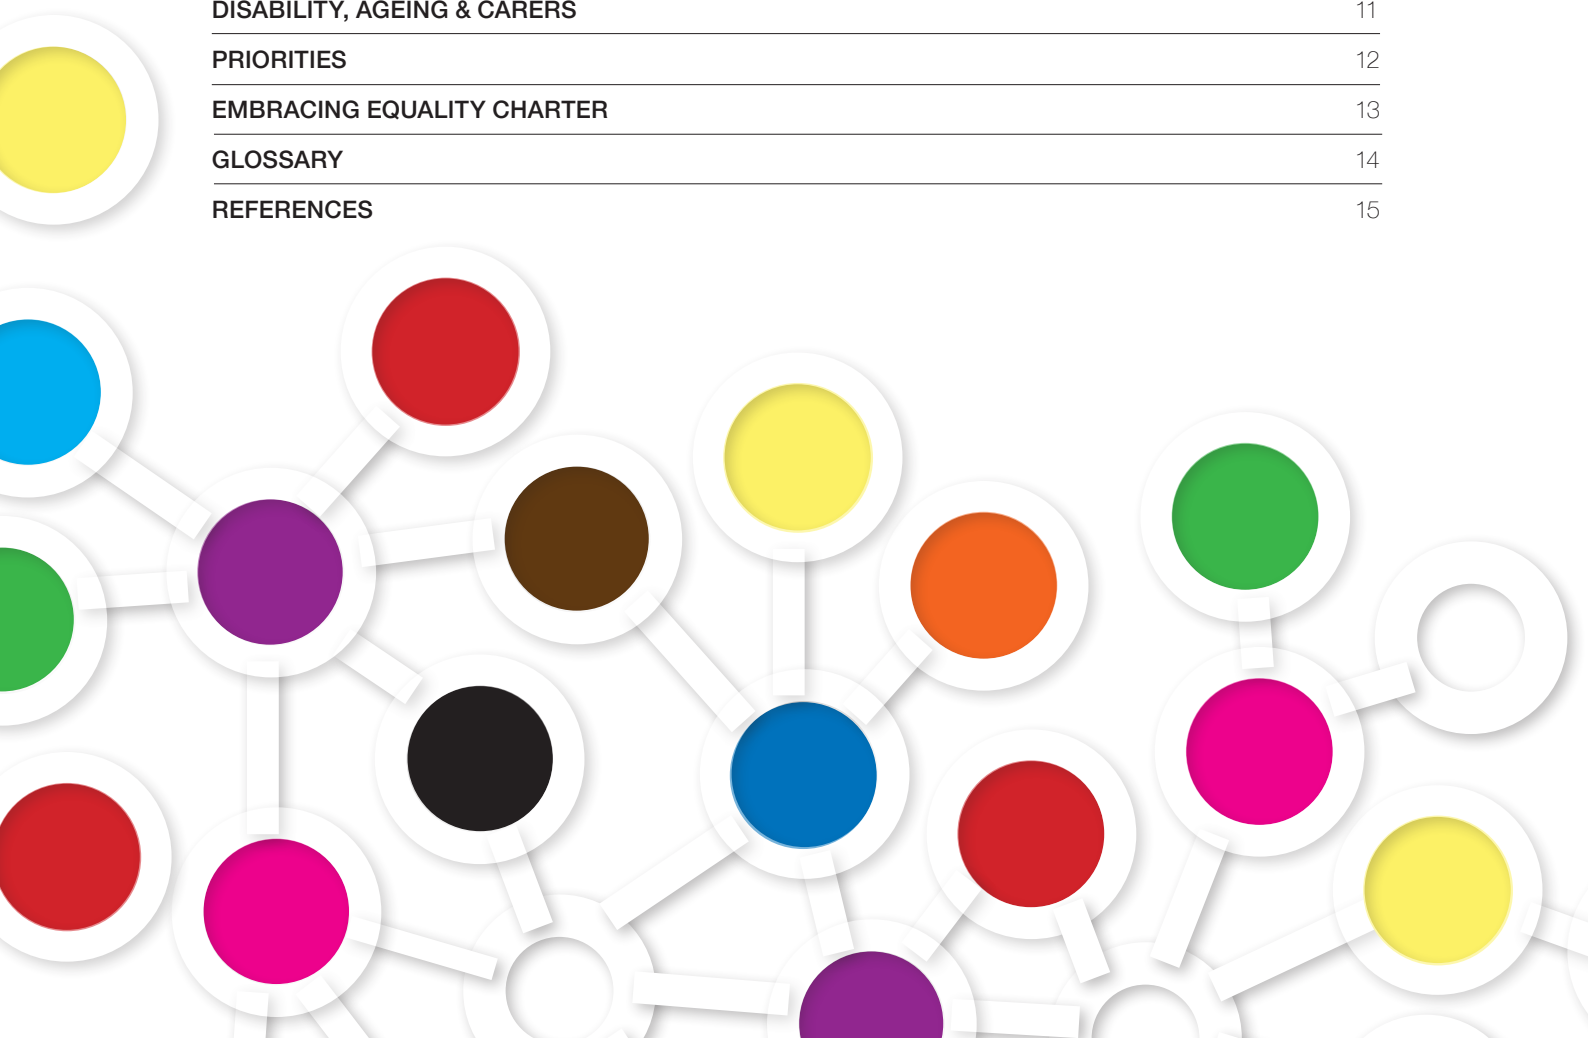 DISABILITY, AGEING & CARERS 11
PRIORITIES 12
EMBRACING EQUALITY CHARTER 13
GLOSSARY 14
REFERENCES 15